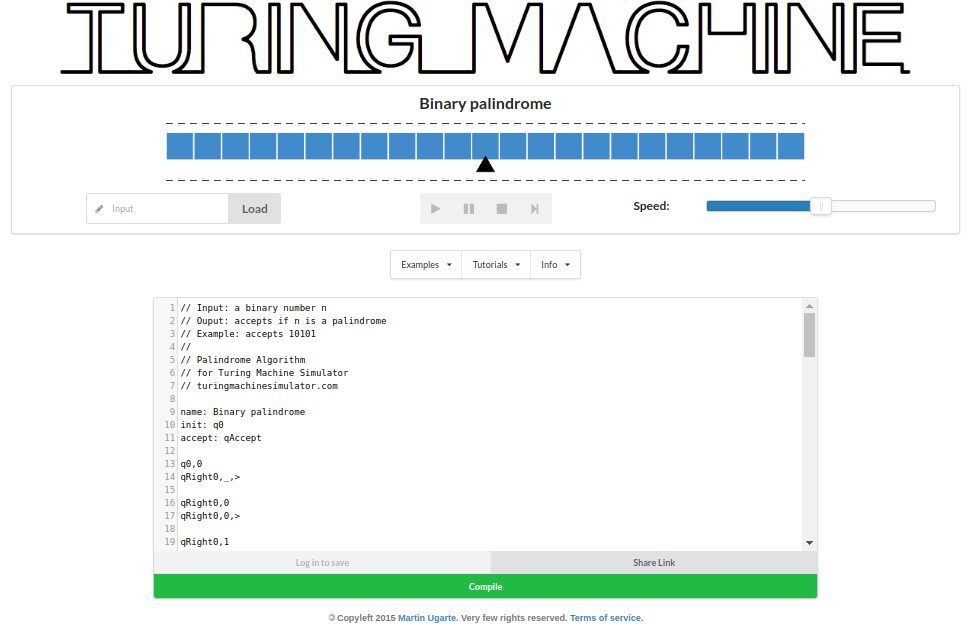 TURING MACHINE
Binary palindrome
Input
Load
Speed:
Examples
Tutorials
Info
1 // Input: a binary number n
2 // Ouput: accepts if n is a palindrome
3 // Example: accepts 10101
4 //
5 // Palindrome Algorithm
6 // for Turing Machine Simulator
7 // turingmachinesimulator.com
8
9 name: Binary palindrome
10 init: q0
11 accept: qAccept
12
13 q0,0
14 qRight0,_,>
15
16 qRight0,0
17 qRight0,0,>
18
19 qRight0,1
Log in to save
Share Link
Compile
Copyleft 2015 Martin Ugarte. Very few rights reserved. Terms of service.